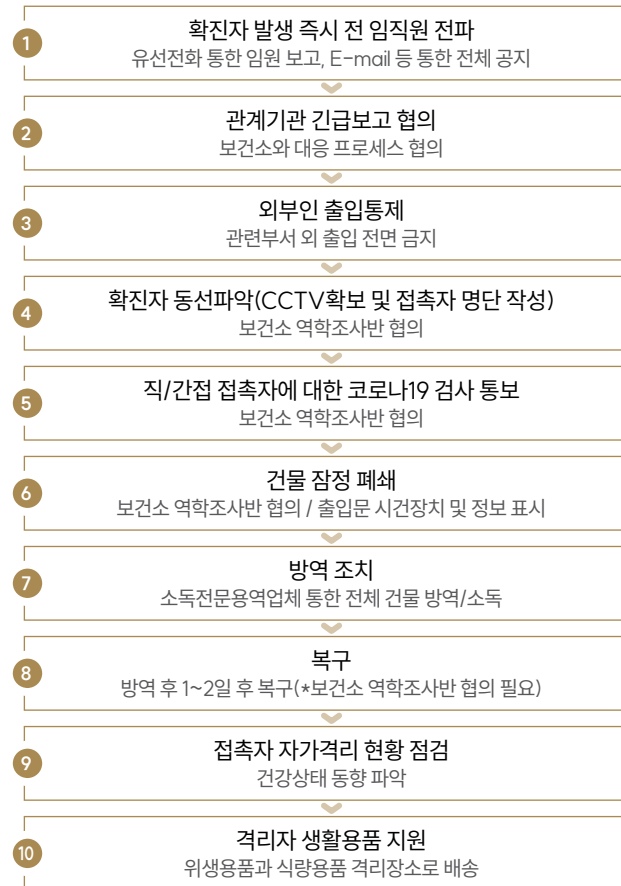 1
확진자 발생 즉시 전 임직원 전파
유선전화 통한 임원 보고, E-mail 등 통한 전체 공지
2
관계기관 긴급보고 협의
보건소와 대응 프로세스 협의
3
외부인 출입통제
관련부서 외 출입 전면 금지
4
확진자 동선파악(CCTV확보 및 접촉자 명단 작성)
보건소 역학조사반 협의
5
직/간접 접촉자에 대한 코로나19 검사 통보
보건소 역학조사반 협의
6
건물 잠정 폐쇄
보건소 역학조사반 협의 / 출입문 시건장치 및 정보 표시
7
방역 조치
소독전문용역업체 통한 전체 건물 방역/소독
8
복구
방역 후 1~2일 후 복구(*보건소 역학조사반 협의 필요)
9
접촉자 자가격리 현황 점검
건강상태 동향 파악
10
격리자 생활용품 지원
위생용품과 식량용품 격리장소로 배송